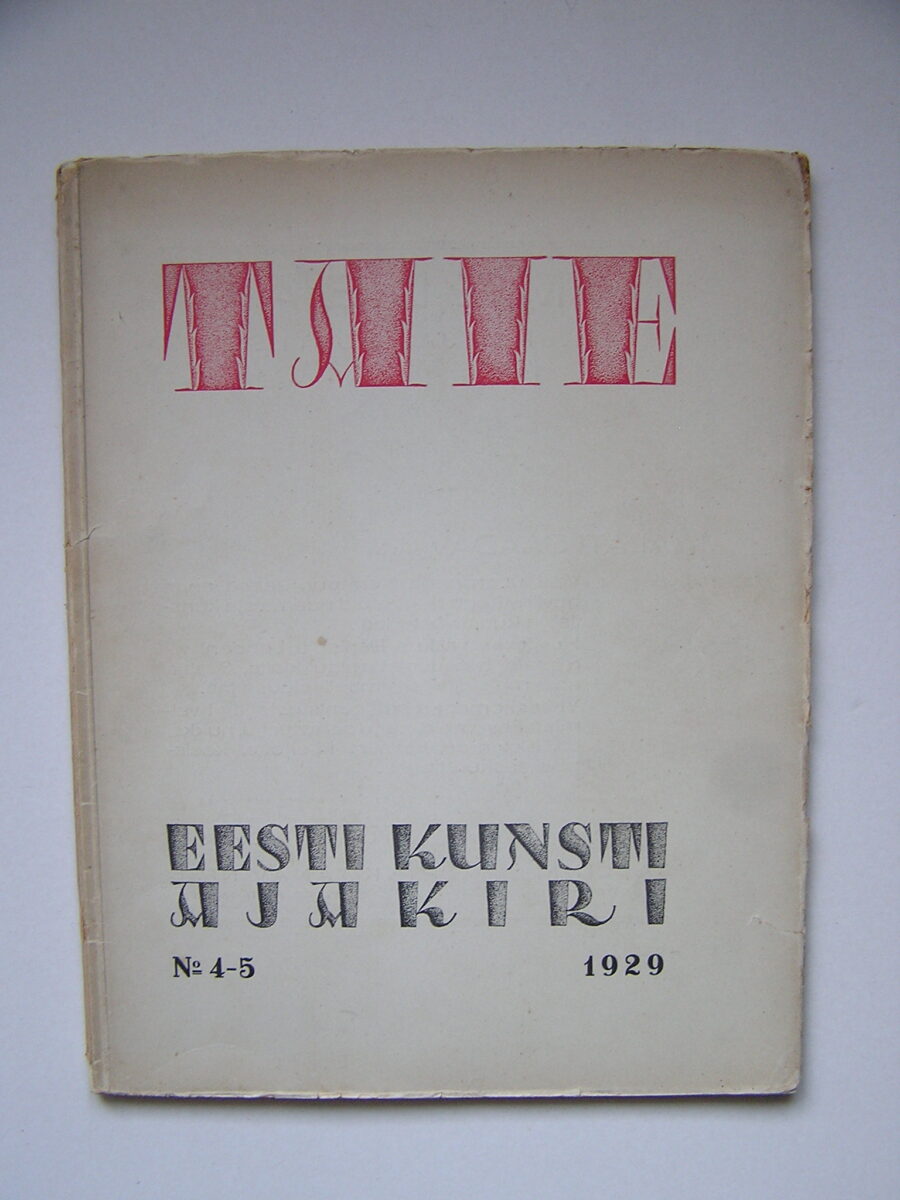 TAIE
EESTI KUNSTI
AJAKIRI
№ 4-5 1929